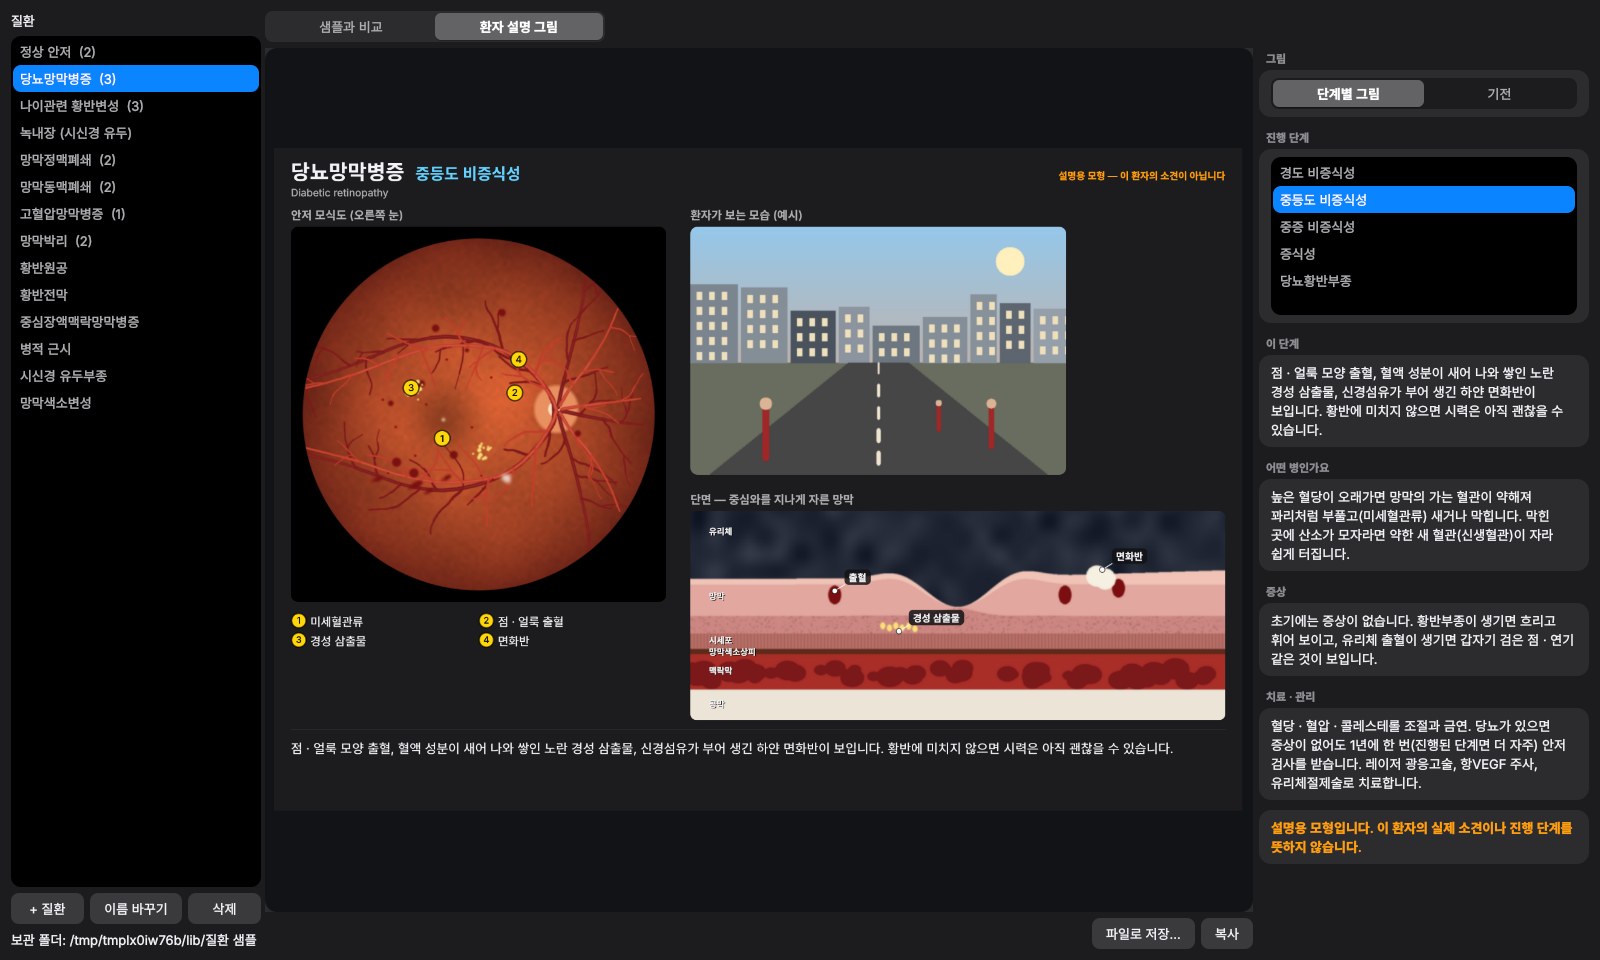 질환
정상 안저 (2)
당뇨망막병증 (3)
나이관련 황반변성 (3)
녹내장 (시신경 유두)
망막정맥폐쇄 (2)
망막동맥폐쇄 (2)
고혈압망막병증 (1)
망막박리 (2)
황반원공
황반전막
중심장액맥락망막병증
병적 근시
시신경 유두부종
망막색소변성
+ 질환
이름 바꾸기
삭제
보관 폴더: /tmp/tmplx0iw76b/lib/질환 샘플
샘플과 비교
환자 설명 그림
당뇨망막병증 중등도 비증식성
Diabetic retinopathy
설명용 모형 — 이 환자의 소견이 아닙니다
안저 모식도 (오른쪽 눈)
4
3
2
1
1 미세혈관류
2 점 · 얼룩 출혈
3 경성 삼출물
4 면화반
환자가 보는 모습 (예시)
단면 — 중심와를 지나게 자른 망막
유리체
면화반
출혈
망막
경성 삼출물
시세포
망막색소상피
맥락막
공막
점 · 얼룩 모양 출혈, 혈액 성분이 새어 나와 쌓인 노란 경성 삼출물, 신경섬유가 부어 생긴 하얀 면화반이 보입니다. 황반에 미치지 않으면 시력은 아직 괜찮을 수 있습니다.
파일로 저장...
복사
그림
단계별 그림
기전
진행 단계
경도 비증식성
중등도 비증식성
중증 비증식성
증식성
당뇨황반부종
이 단계
점 · 얼룩 모양 출혈, 혈액 성분이 새어 나와 쌓인 노란
경성 삼출물, 신경섬유가 부어 생긴 하얀 면화반이
보입니다. 황반에 미치지 않으면 시력은 아직 괜찮을 수
있습니다.
어떤 병인가요
높은 혈당이 오래가면 망막의 가는 혈관이 약해져
꽈리처럼 부풀고(미세혈관류) 새거나 막힙니다. 막힌
곳에 산소가 모자라면 약한 새 혈관(신생혈관)이 자라
쉽게 터집니다.
증상
초기에는 증상이 없습니다. 황반부종이 생기면 흐리고
휘어 보이고, 유리체 출혈이 생기면 갑자기 검은 점 · 연기
같은 것이 보입니다.
치료 · 관리
혈당 · 혈압 · 콜레스테롤 조절과 금연. 당뇨가 있으면
증상이 없어도 1년에 한 번(진행된 단계면 더 자주) 안저
검사를 받습니다. 레이저 광응고술, 항VEGF 주사,
유리체절제술로 치료합니다.
설명용 모형입니다. 이 환자의 실제 소견이나 진행 단계를
뜻하지 않습니다.